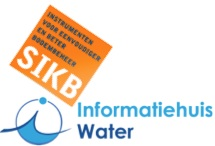 INSTRUMENTEN
VOOR EENVOUDIGER
EN BETER
BODEMBEHEER
SIKB
Informatiehuis
Water